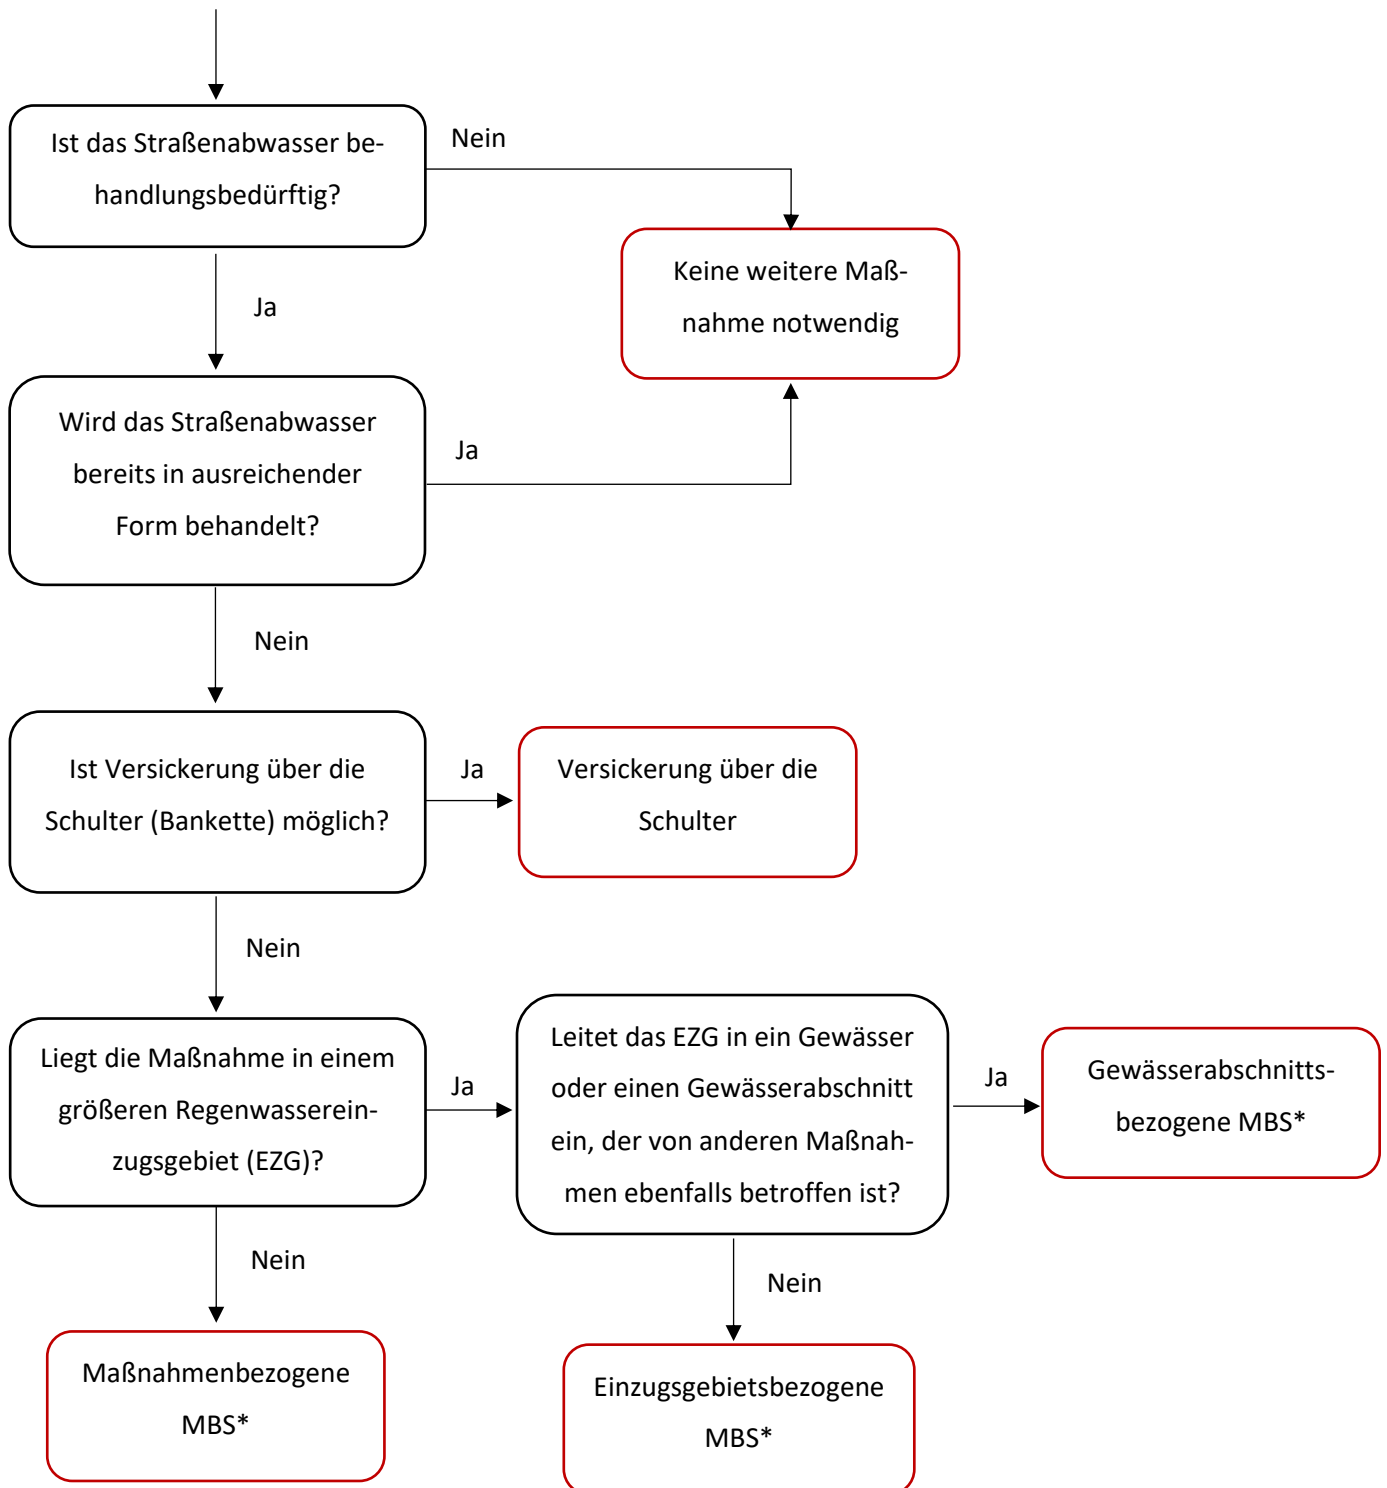 Ist das Straßenabwasser be-
handlungsbedürftig?
Nein
Keine weitere Maß-
nahme notwendig
Ja
Wird das Straßenabwasser
bereits in ausreichender
Form behandelt?
Ja
Nein
Ist Versickerung über die
Schulter (Bankette) möglich?
Ja
Versickerung über die
Schulter
Nein
Liegt die Maßnahme in einem
größeren Regenwasserein-
zugsgebiet (EZG)?
Ja
Leitet das EZG in ein Gewässer
oder einen Gewässerabschnitt
ein, der von anderen Maßnah-
men ebenfalls betroffen ist?
Ja
Gewässerabschnitts-
bezogene MBS*
Nein
Maßnahmenbezogene
MBS*
Nein
Einzugsgebietsbezogene
MBS*